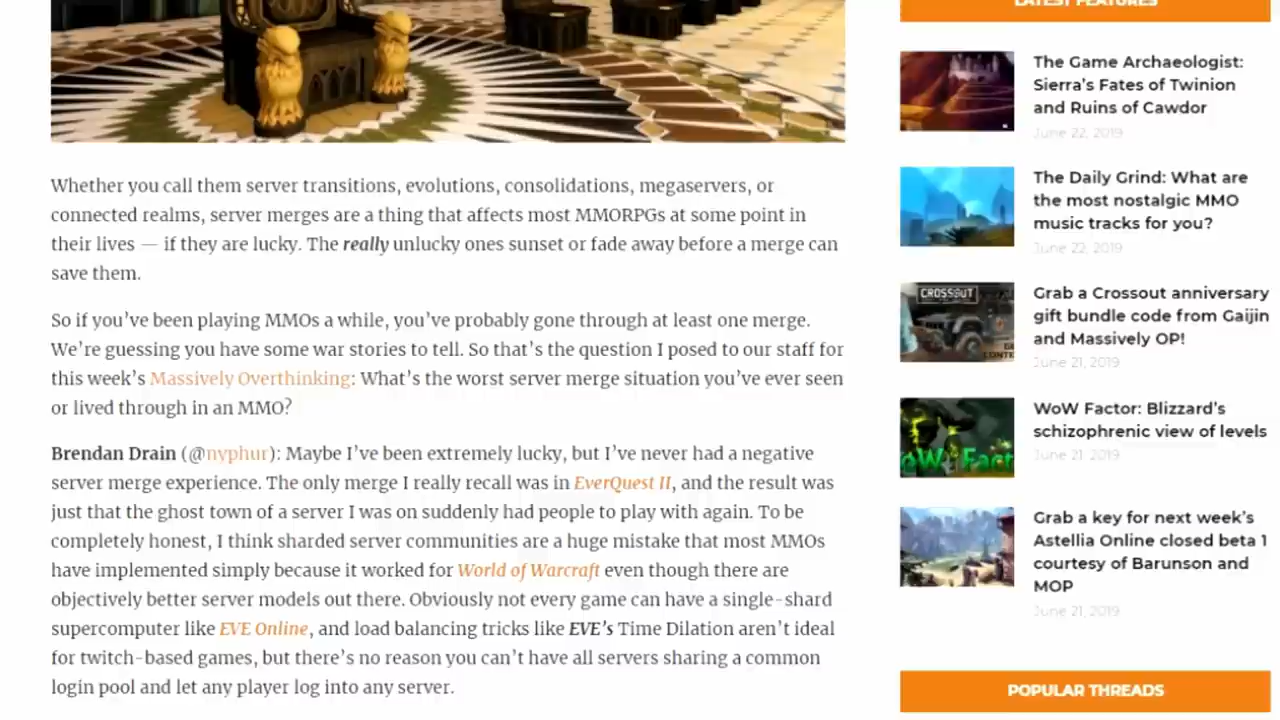 Whether you call them server transitions, evolutions, consolidations, megaservers, or
connected realms, server merges are a thing that affects most MMORPGs at some point in
their lives — if they are lucky. The really unlucky ones sunset or fade away before a merge can
save them.
So if you’ve been playing MMOs a while, you’ve probably gone through at least one merge.
We’re guessing you have some war stories to tell. So that’s the question I posed to our staff for
this week’s Massively Overthinking: What’s the worst server merge situation you’ve ever seen
or lived through in an MMO?
Brendan Drain (@nyphur): Maybe I’ve been extremely lucky, but I’ve never had a negative
server merge experience. The only merge I really recall was in EverQuest II, and the result was
just that the ghost town of a server I was on suddenly had people to play with again. To be
completely honest, I think sharded server communities are a huge mistake that most MMOs
have implemented simply because it worked for World of Warcraft even though there are
objectively better server models out there. Obviously not every game can have a single-shard
supercomputer like EVE Online, and load balancing tricks like EVE’s Time Dilation aren’t ideal
for twitch-based games, but there’s no reason you can’t have all servers sharing a common
login pool and let any player log into any server.
LATEST FEATURES
The Game Archaeologist:
Sierra’s Fates of Twinion
and Ruins of Cawdor
June 22, 2019
The Daily Grind: What are
the most nostalgic MMO
music tracks for you?
June 22, 2019
CROSSOUT
Grab a Crossout anniversary
gift bundle code from Gaijin
and Massively OP!
June 21, 2019
WoW Factor: Blizzard’s
schizophrenic view of levels
June 21, 2019
Grab a key for next week’s
Astellia Online closed beta 1
courtesy of Barunson and
MOP
June 21, 2019
POPULAR THREADS